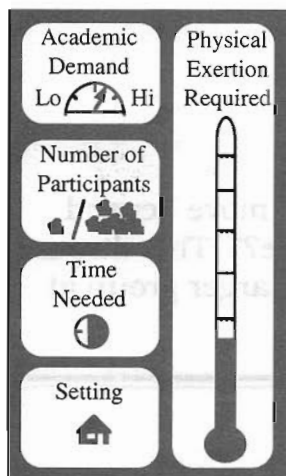 Academic
Demand
Lo Hi
Number of
Participants
Time
Needed
Setting
Physical
Exertion
Required